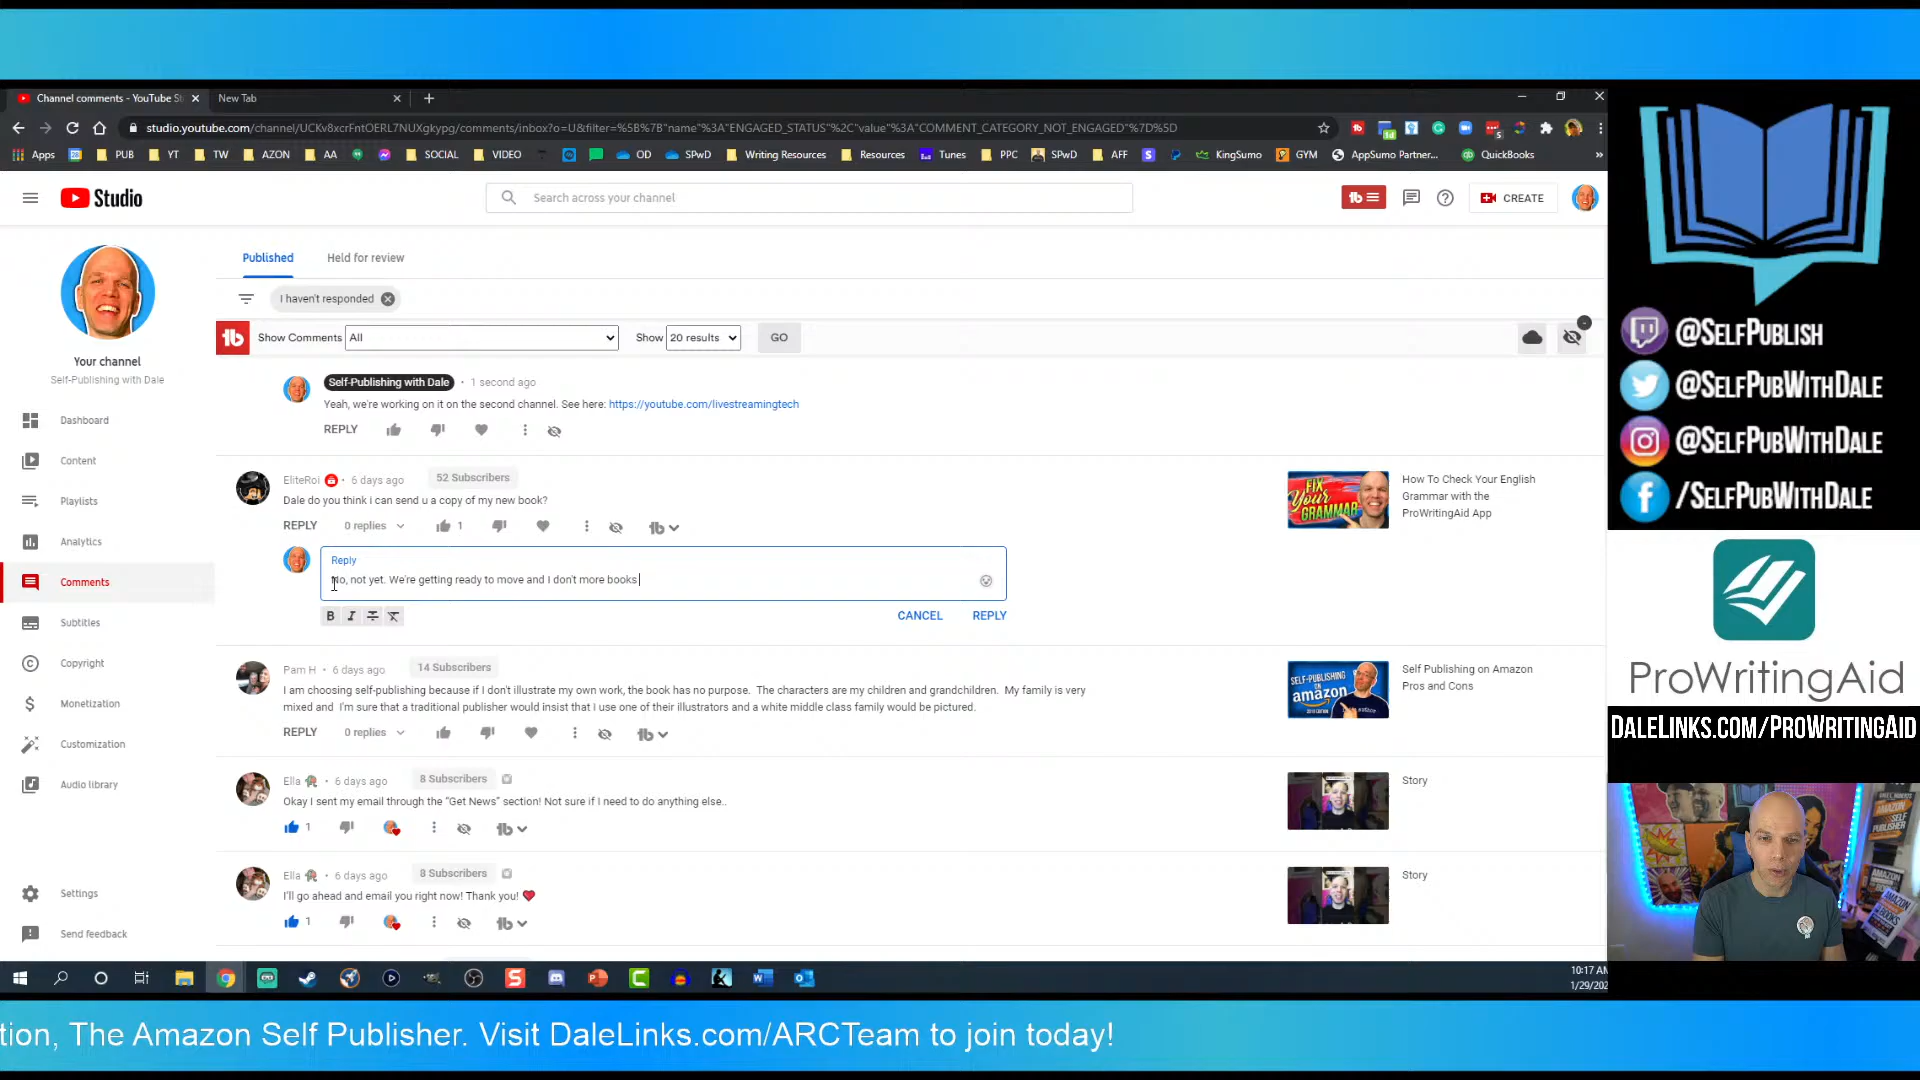 Channel comments - YouTube St
New Tab
studio.youtube.com/channel/UCKv8xcrFntOERL7NUXgkypg/comments/inbox?o=U&filter=%5B%7B"name"%3A"ENGAGED_STATUS"%2C"value"%3A"COMMENT_CATEGORY_NOT_ENGAGED"%7D%5D
Apps PUB YT TW AZON AA SOCIAL VIDEO OD SPwD Writing Resources Resources Tunes PPC SPwD AFF KingSumo GYM AppSumo Partner... QuickBooks
Studio
Search across your channel
CREATE
Your channel
Self-Publishing with Dale
Dashboard
Content
Playlists
Analytics
Comments
Subtitles
Copyright
Monetization
Customization
Audio library
Settings
Send feedback
Published Held for review
I haven't responded
Show Comments All Show 20 results GO
Self-Publishing with Dale • 1 second ago
Yeah, we're working on it on the second channel. See here: https://youtube.com/livestreamingtech
REPLY
EliteRoi • 6 days ago 52 Subscribers
Dale do you think i can send u a copy of my new book?
REPLY 0 replies 1
How To Check Your English
Grammar with the
ProWritingAid App
FIX
Your
GRAMMAR
Reply
No, not yet. We're getting ready to move and I don't more books
B I
CANCEL REPLY
Pam H • 6 days ago 14 Subscribers
I am choosing self-publishing because if I don't illustrate my own work, the book has no purpose. The characters are my children and grandchildren. My family is very
mixed and I'm sure that a traditional publisher would insist that I use one of their illustrators and a white middle class family would be pictured.
REPLY 0 replies
Self Publishing on Amazon
Pros and Cons
SELF-PUBLISHING
on
amazon
Ella • 6 days ago 8 Subscribers
Okay I sent my email through the "Get News" section! Not sure if I need to do anything else..
1
Story
Ella • 6 days ago 8 Subscribers
I'll go ahead and email you right now! Thank you!
1
Story
10:17 AM
1/29/202
@SELFPUBLISH
@SELFPUBWITHDALE
@SELFPUBWITHDALE
/SELFPUBWITHDALE
ProWritingAid
DALELINKS.COM/PROWRITINGAID
tion, The Amazon Self Publisher. Visit DaleLinks.com/ARCTeam to join today!